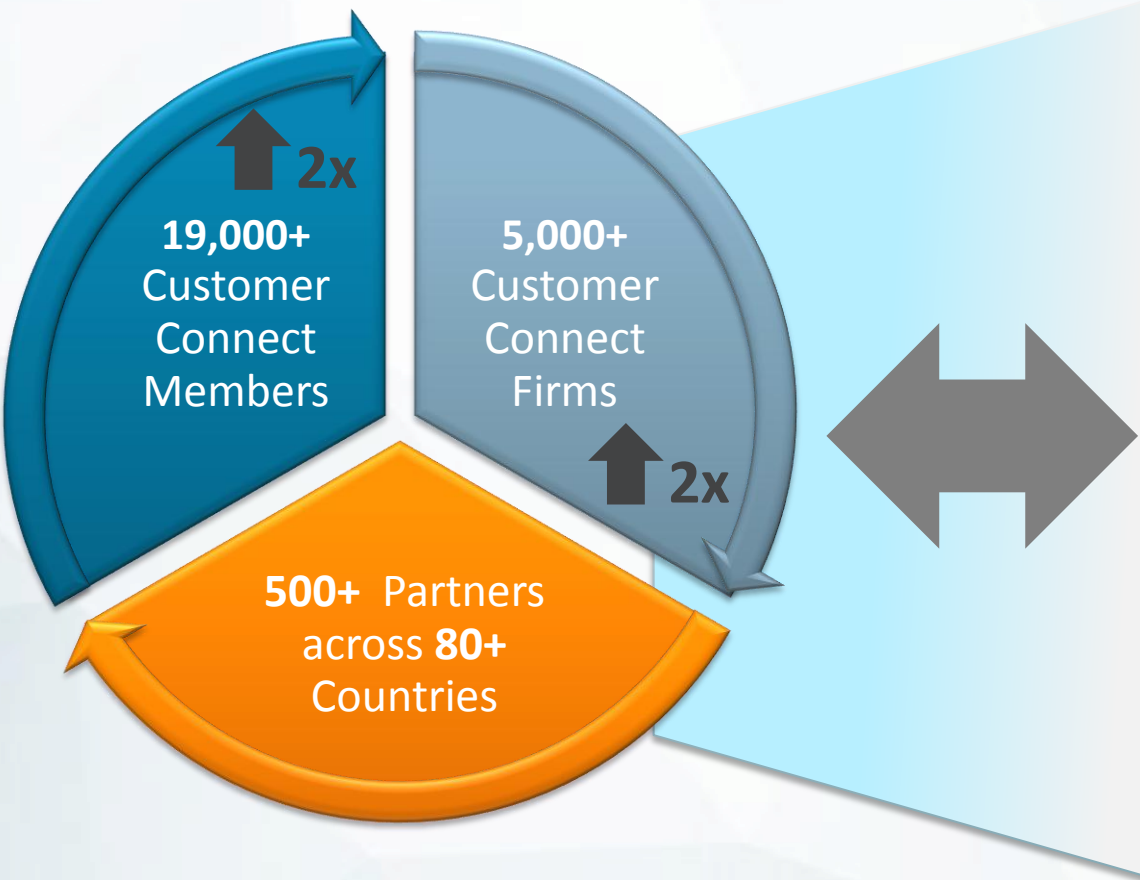 2x
19,000+
Customer
Connect
Members
5,000+
Customer
Connect
Firms
2x
500+ Partners
across 80+
Countries